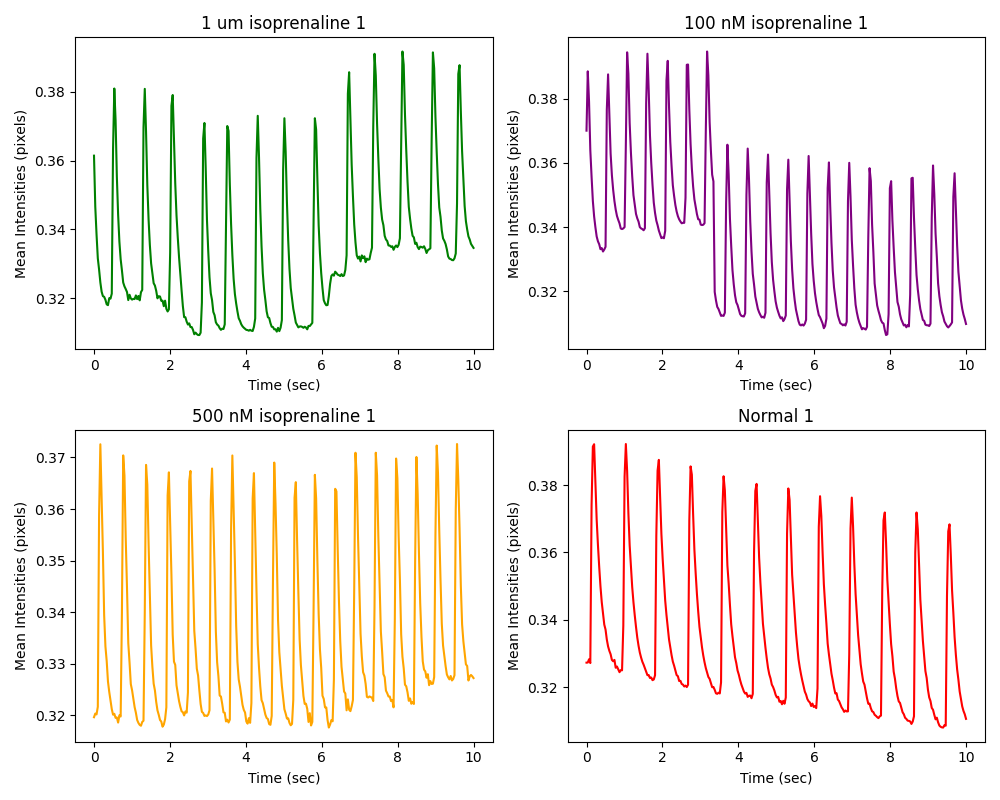 1 um isoprenaline 1
Mean Intensities (pixels)
0.38
0.36
0.34
0.32
0 2 4 6 8 10
Time (sec)
100 nM isoprenaline 1
Mean Intensities (pixels)
0.38
0.36
0.34
0.32
0 2 4 6 8 10
Time (sec)
500 nM isoprenaline 1
Mean Intensities (pixels)
0.37
0.36
0.35
0.34
0.33
0.32
0 2 4 6 8 10
Time (sec)
Normal 1
Mean Intensities (pixels)
0.38
0.36
0.34
0.32
0 2 4 6 8 10
Time (sec)